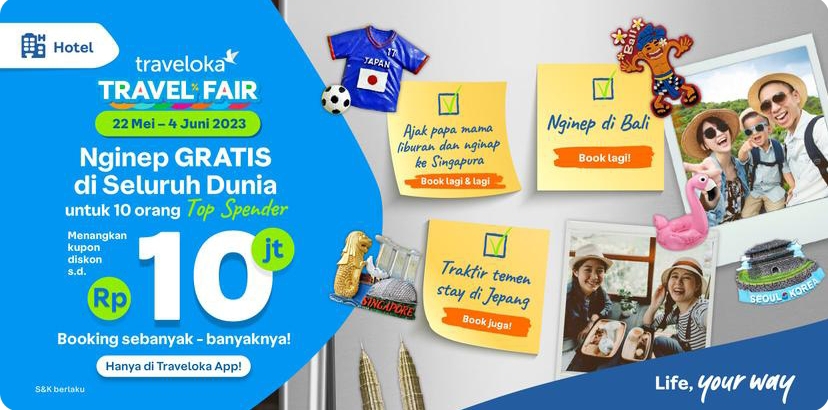 Hotel
traveloka
TRAVEL FAIR
22 Mei - 4 Juni 2023
Nginep GRATIS
di Seluruh Dunia
untuk 10 orang Top Spender
Menangkan
kupon
diskon
s.d.
Rp 10 jt
Booking sebanyak - banyaknya!
Hanya di Traveloka App!
S&K berlaku
JAPAN
17
Ajak papa mama
liburan dan nginap
ke Singapura
Book lagi & lagi
Bali
Nginep di Bali
Book lagi!
SINGAPORE
Traktir temen
stay di Jepang
Book juga!
SEOUL KOREA
Life, your way